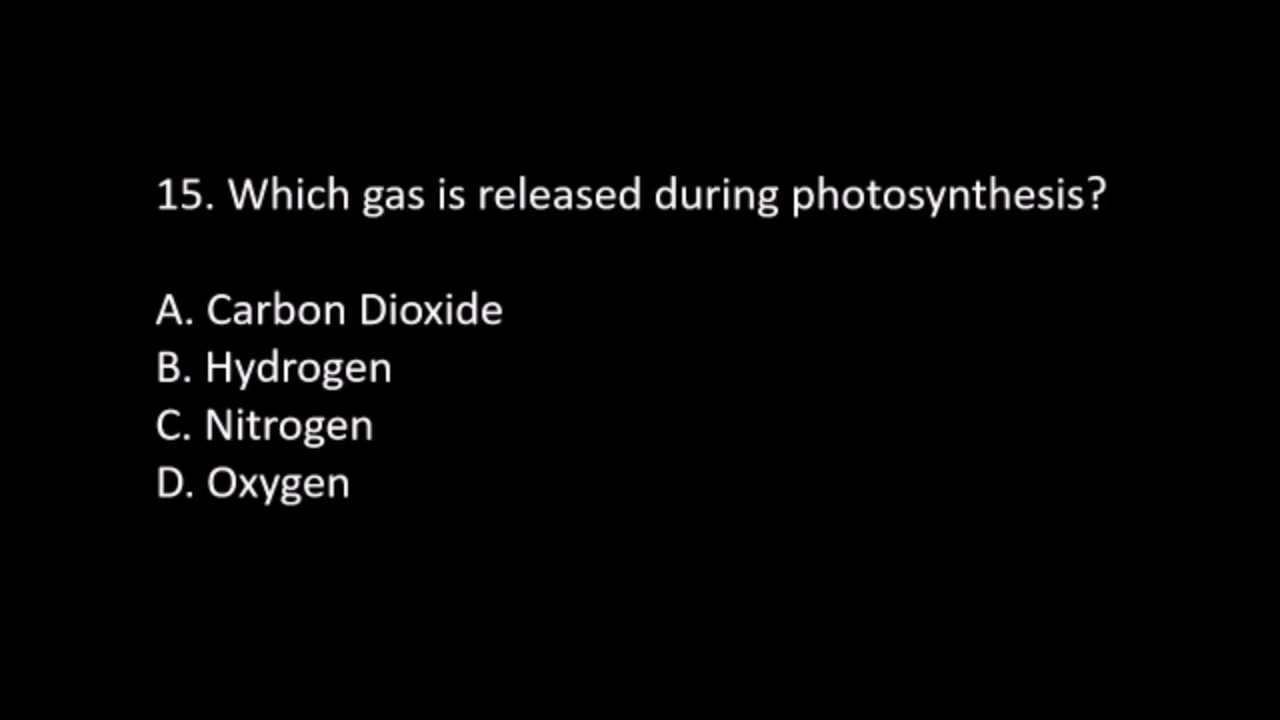 15. Which gas is released during photosynthesis?
A. Carbon Dioxide
B. Hydrogen
C. Nitrogen
D. Oxygen